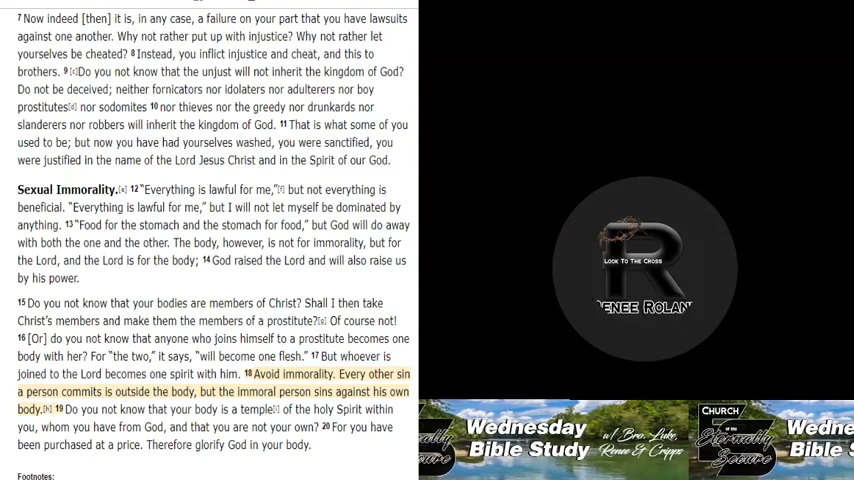 7 Now indeed [then] it is, in any case, a failure on your part that you have lawsuits
against one another. Why not rather put up with injustice? Why not rather let
yourselves be cheated? 8 Instead, you inflict injustice and cheat, and this to
brothers. 9 [c]Do you not know that the unjust will not inherit the kingdom of God?
Do not be deceived; neither fornicators nor idolaters nor adulterers nor boy
prostitutes[d] nor sodomites 10 nor thieves nor the greedy nor drunkards nor
slanderers nor robbers will inherit the kingdom of God. 11 That is what some of you
used to be; but now you have had yourselves washed, you were sanctified, you
were justified in the name of the Lord Jesus Christ and in the Spirit of our God.
Sexual Immorality.[e] 12 “Everything is lawful for me,”[f] but not everything is
beneficial. “Everything is lawful for me,” but I will not let myself be dominated by
anything. 13 “Food for the stomach and the stomach for food,” but God will do away
with both the one and the other. The body, however, is not for immorality, but for
the Lord, and the Lord is for the body; 14 God raised the Lord and will also raise us
by his power.
15 Do you not know that your bodies are members of Christ? Shall I then take
Christ’s members and make them the members of a prostitute?[g] Of course not!
16 [Or] do you not know that anyone who joins himself to a prostitute becomes one
body with her? For “the two,” it says, “will become one flesh.” 17 But whoever is
joined to the Lord becomes one spirit with him. 18 Avoid immorality. Every other sin
a person commits is outside the body, but the immoral person sins against his own
body.[h] 19 Do you not know that your body is a temple[i] of the holy Spirit within
you, whom you have from God, and that you are not your own? 20 For you have
been purchased at a price. Therefore glorify God in your body.
Footnotes:
R
LOOK TO THE CROSS
RENEE ROLAN
Eternally
Secure
Wednesday
Bible Study
w/ Bro. Luke,
Renee & Cripps
CHURCH
of the
Eternally
Secure
Wedne
Bible S